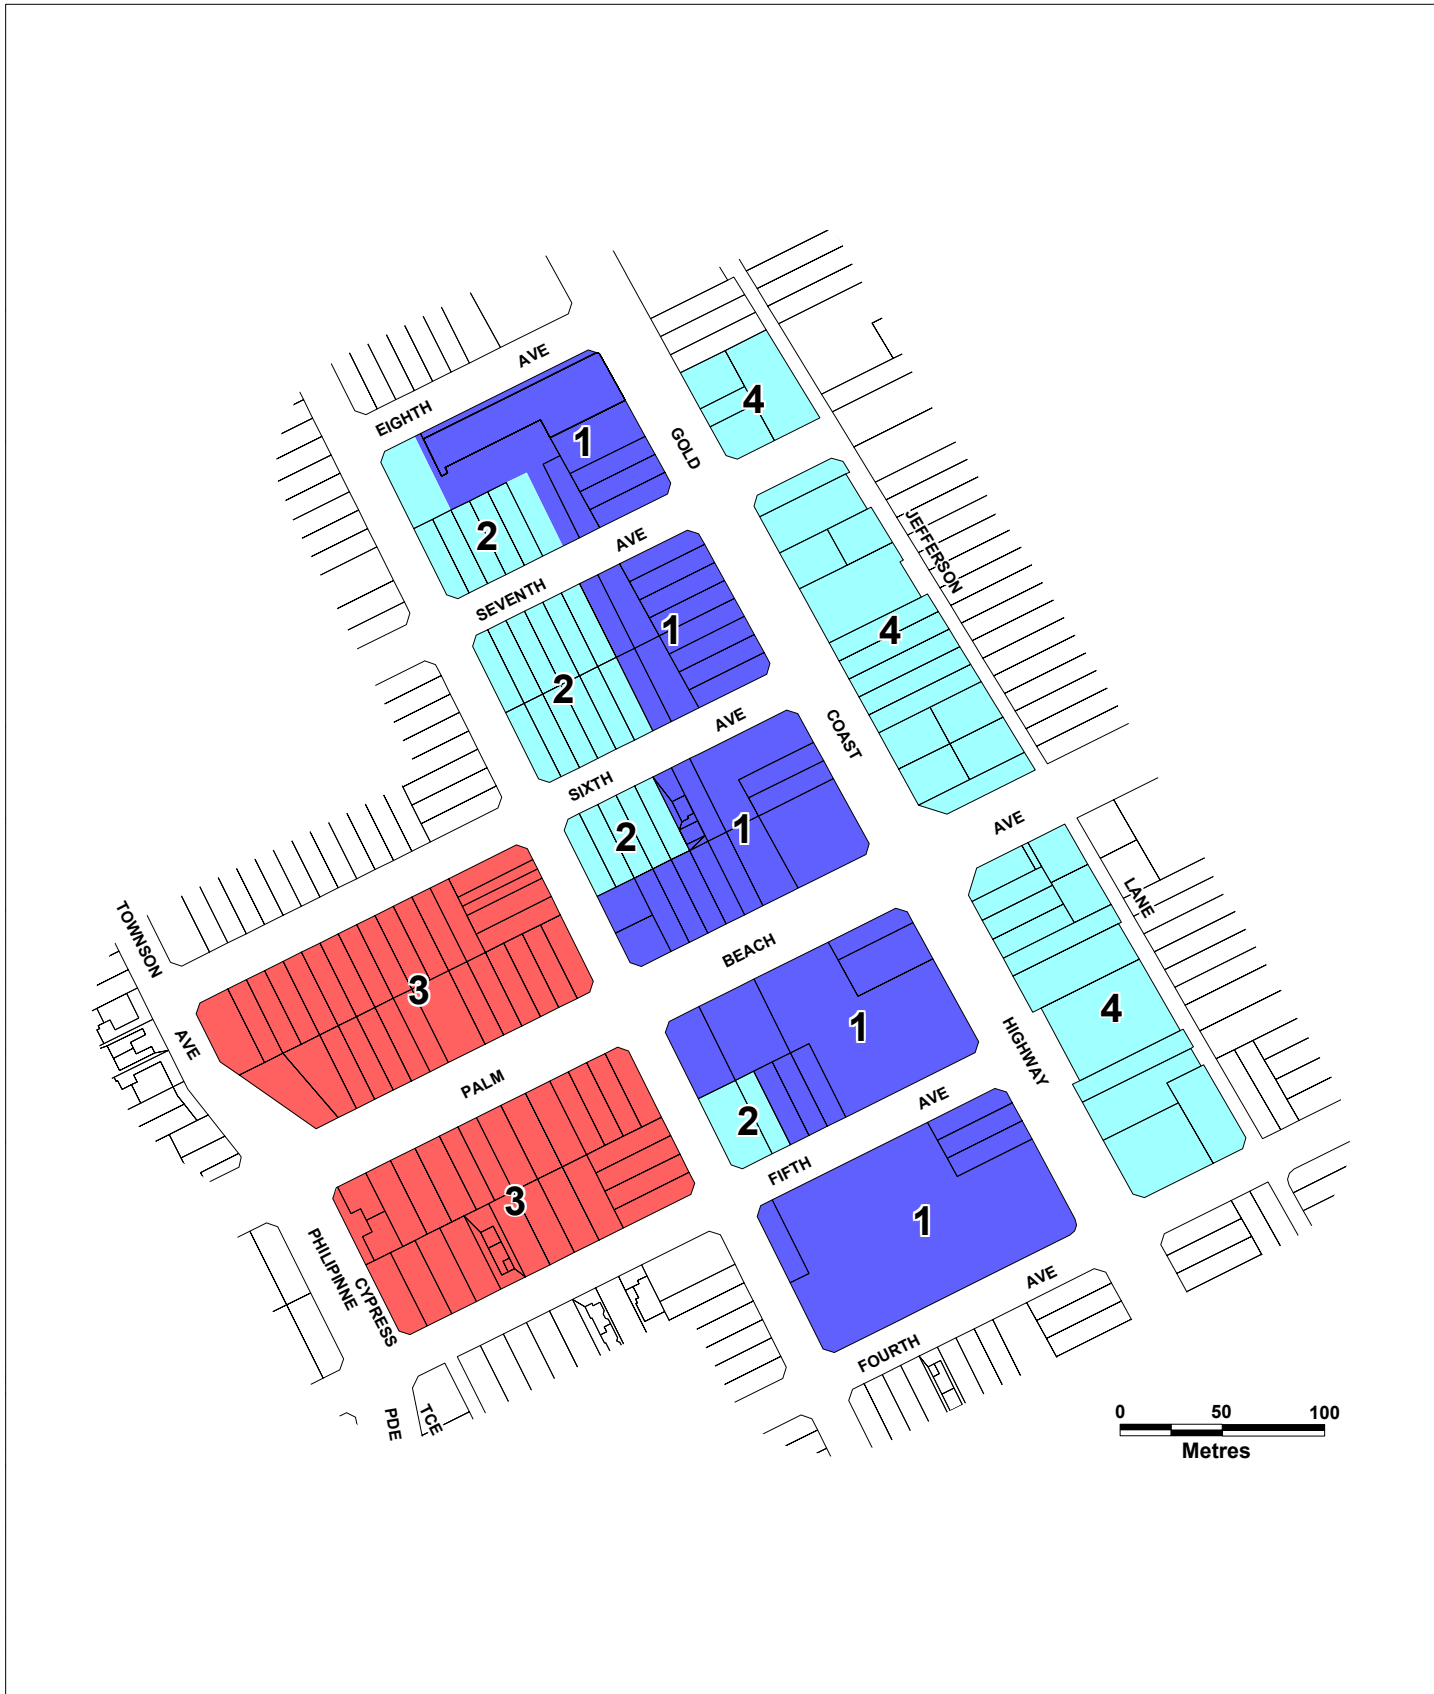 AVE
EIGHTH
4
1
GOLD
2
JEFFERSON
AVE
SEVENTH
1
4
2
AVE
COAST
SIXTH
2
1
AVE
LANE
TOWNSON
BEACH
3
AVE
4
1
HIGHWAY
PALM
AVE
2
FIFTH
3
1
PHILIPINNE
CYPRESS
AVE
FOURTH
PDE
TCE
0 50 100
Metres